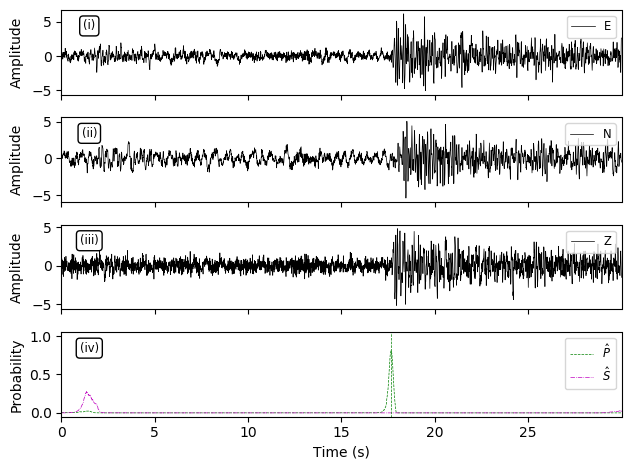 (i)
E
Amplitude
5
0
−5
(ii)
N
Amplitude
5
0
−5
(iii)
Z
Amplitude
5
0
−5
(iv)
P̂
Ŝ
Probability
1.0
0.5
0.0
0 5 10 15 20 25
Time (s)